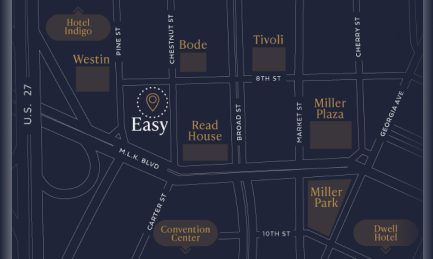 Hotel
Indigo
PINE ST
CHESTNUT ST
CHERRY ST
Westin
Bode
Tivoli
8TH ST
U.S. 27
Easy
Read
House
BROAD ST
MARKET ST
Miller
Plaza
GEORGIA AVE
M.L.K. BLVD
CARTER ST
Miller
Park
Convention
Center
10TH ST
Dwell
Hotel